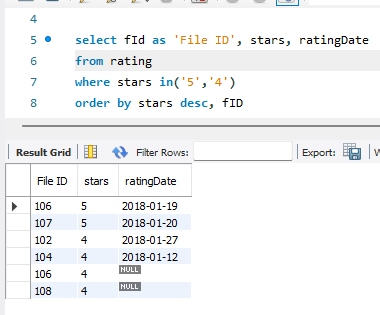 4
5 select fId as 'File ID', stars, ratingDate
6 from rating
7 where stars in('5','4')
8 order by stars desc, fID
Result Grid Filter Rows: Export:
File ID stars ratingDate
106 5 2018-01-19
107 5 2018-01-20
102 4 2018-01-27
104 4 2018-01-12
106 4 NULL
108 4 NULL